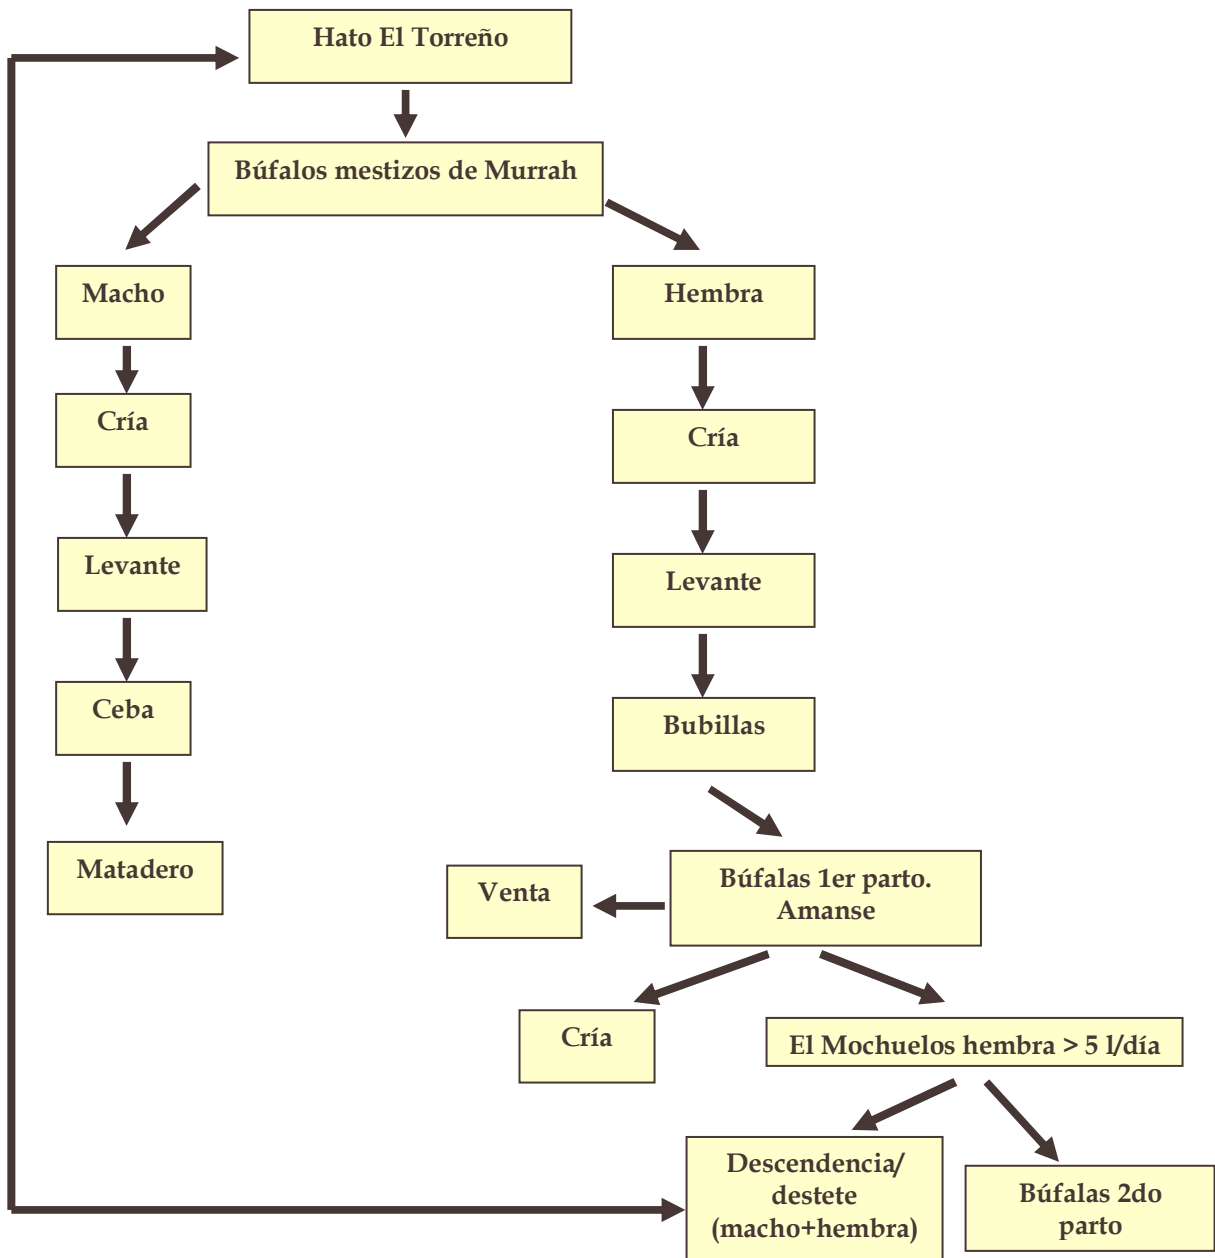 Hato El Torreño
Búfalos mestizos de Murrah
Macho
Hembra
Cría
Cría
Levante
Levante
Ceba
Bubillas
Matadero
Venta
Búfalas 1er parto.
Amanse
Cría
El Mochuelos hembra > 5 l/día
Descendencia/
destete
(macho+hembra)
Búfalas 2do
parto